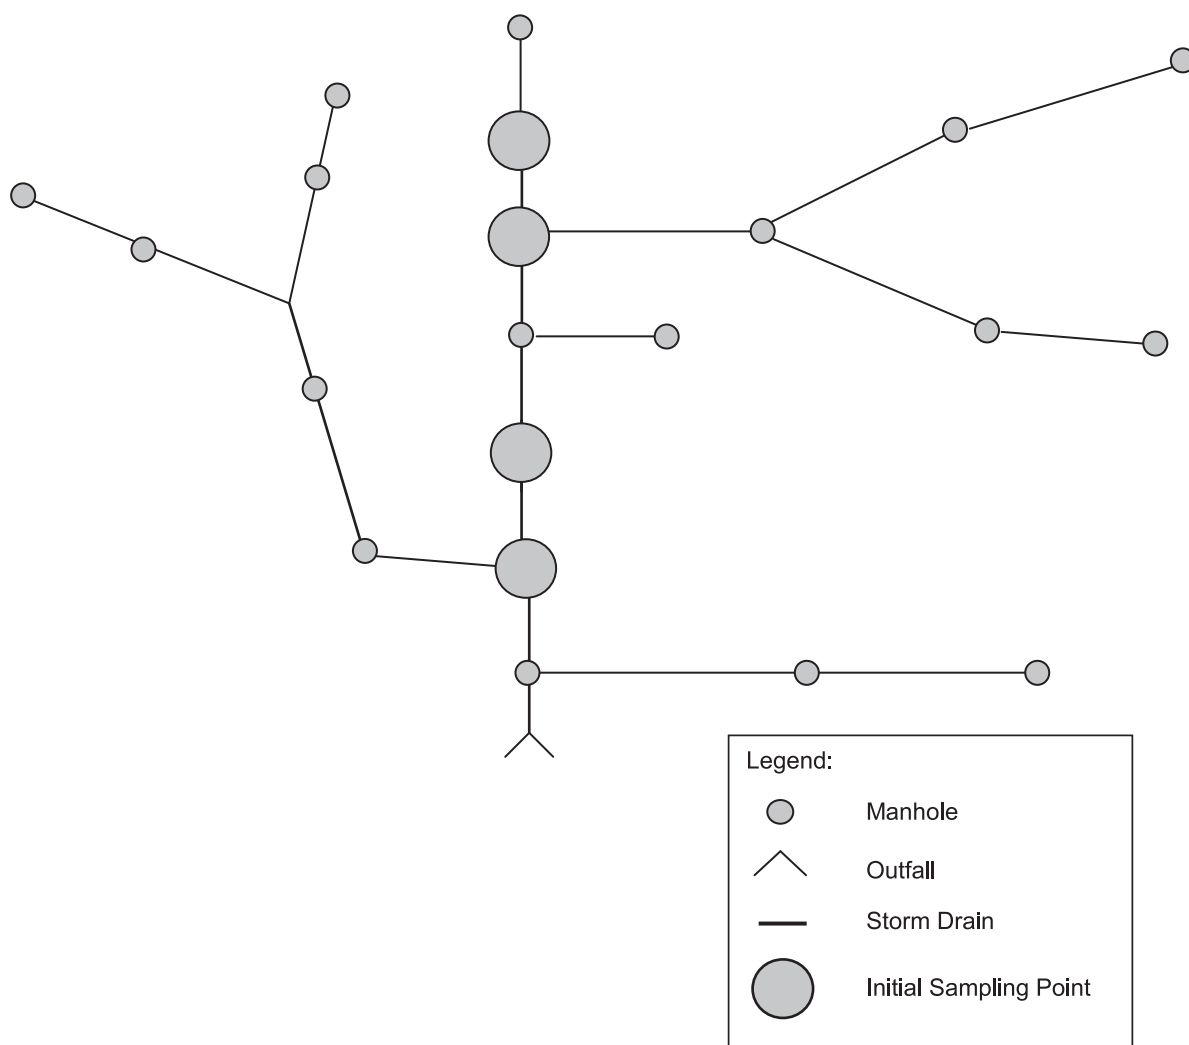 Legend:
Manhole
Outfall
Storm Drain
Initial Sampling Point